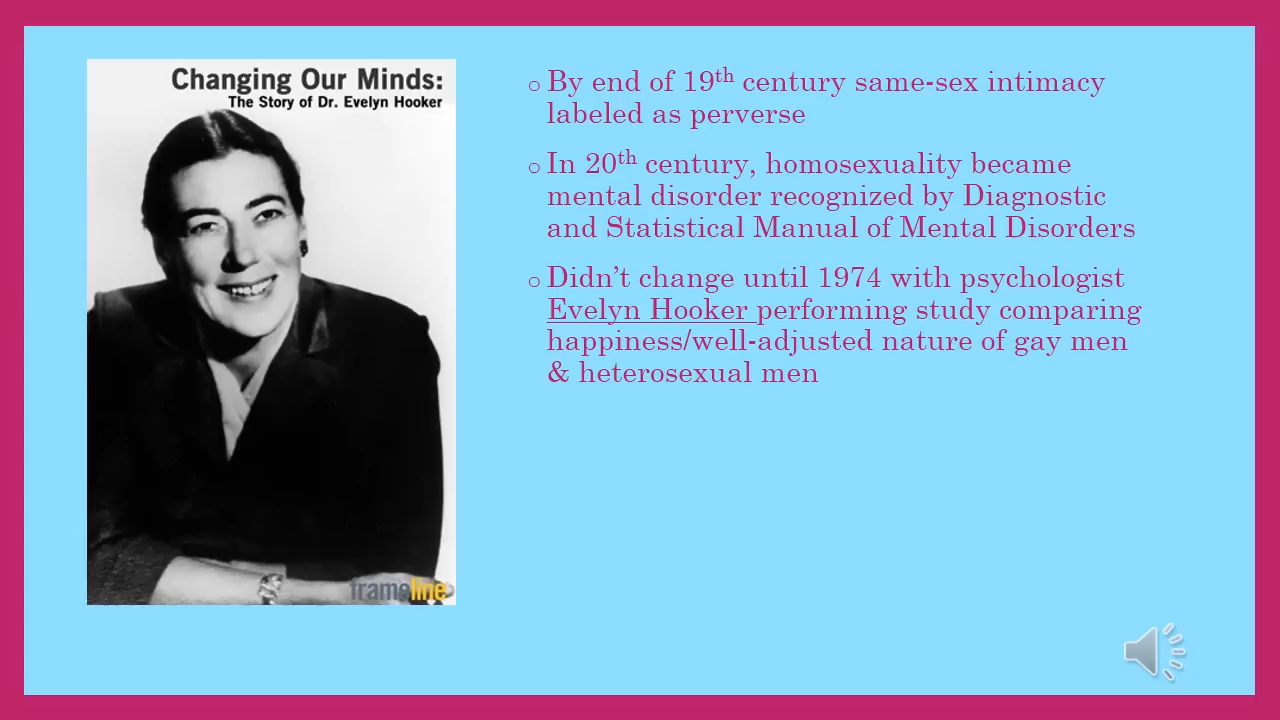 Changing Our Minds:
The Story of Dr. Evelyn Hooker
frameline
By end of 19th century same-sex intimacy
labeled as perverse
In 20th century, homosexuality became
mental disorder recognized by Diagnostic
and Statistical Manual of Mental Disorders
Didn't change until 1974 with psychologist
Evelyn Hooker performing study comparing
happiness/well-adjusted nature of gay men
& heterosexual men